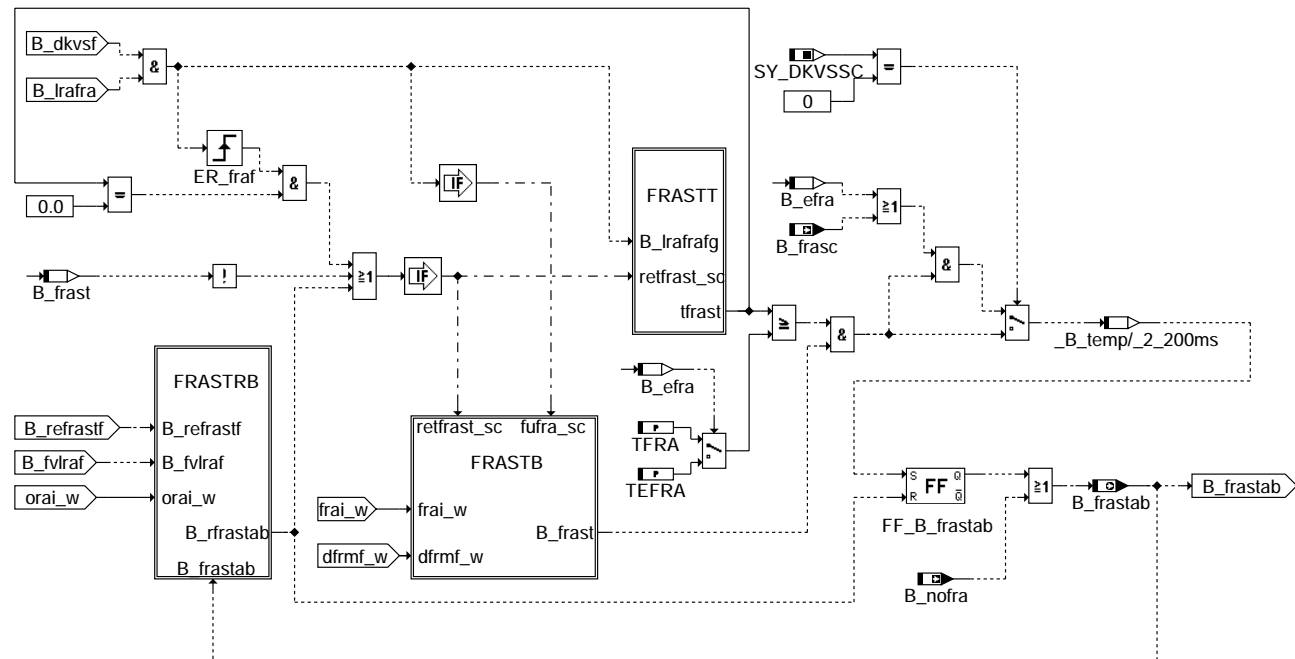 B_dkvsf
&
B_lrafra
ER_fraf
&
=
0.0
B_frast
!
≥1
IF
IF
FRASTT
B_lrafrafg
retfrast_sc
tfrast
SY_DKVSSC
=
0
B_efra
B_frasc
≥1
&
≥
&
_B_temp/_2_200ms
B_efra
P
TFRA
P
TEFRA
FRASTRB
B_refrastf
B_refrastf
B_fvlraf
B_fvlraf
orai_w
orai_w
B_rfrastab
B_frastab
retfrast_sc
fufra_sc
FRASTB
frai_w
frai_w
dfrmf_w
dfrmf_w
B_frast
S
FF
Q
R
Q̅
FF_B_frastab
≥1
B_frastab
B_frastab
B_nofra